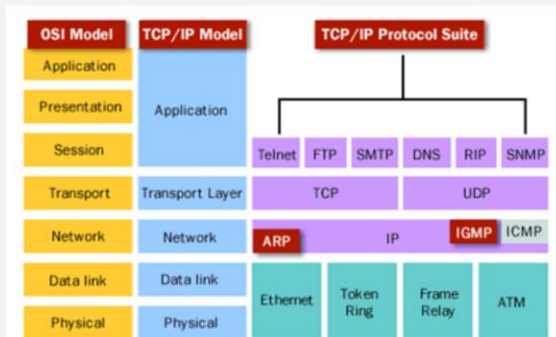 OSI Model TCP/IP Model TCP/IP Protocol Suite
Application
Presentation Application
Session Telnet FTP SMTP DNS RIP SNMP
Transport Transport Layer TCP UDP
Network Network ARP IP IGMP ICMP
Data link Data link Ethernet Token Ring Frame Relay ATM
Physical Physical